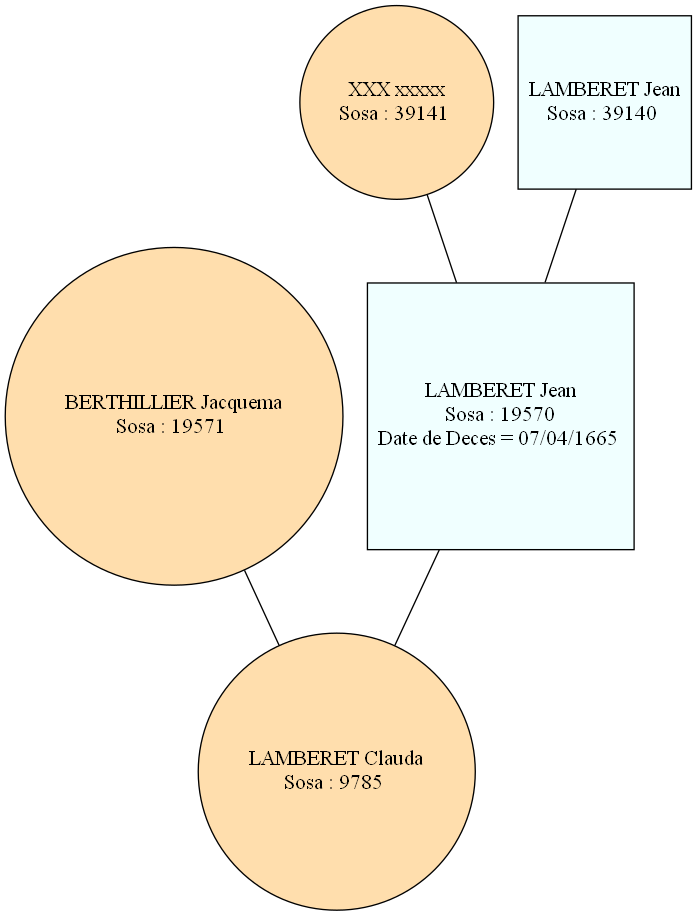 XXX xxxxx
Sosa : 39141
LAMBERET Jean
Sosa : 39140
BERTHILLIER Jacquema
Sosa : 19571
LAMBERET Jean
Sosa : 19570
Date de Deces = 07/04/1665
LAMBERET Clauda
Sosa : 9785